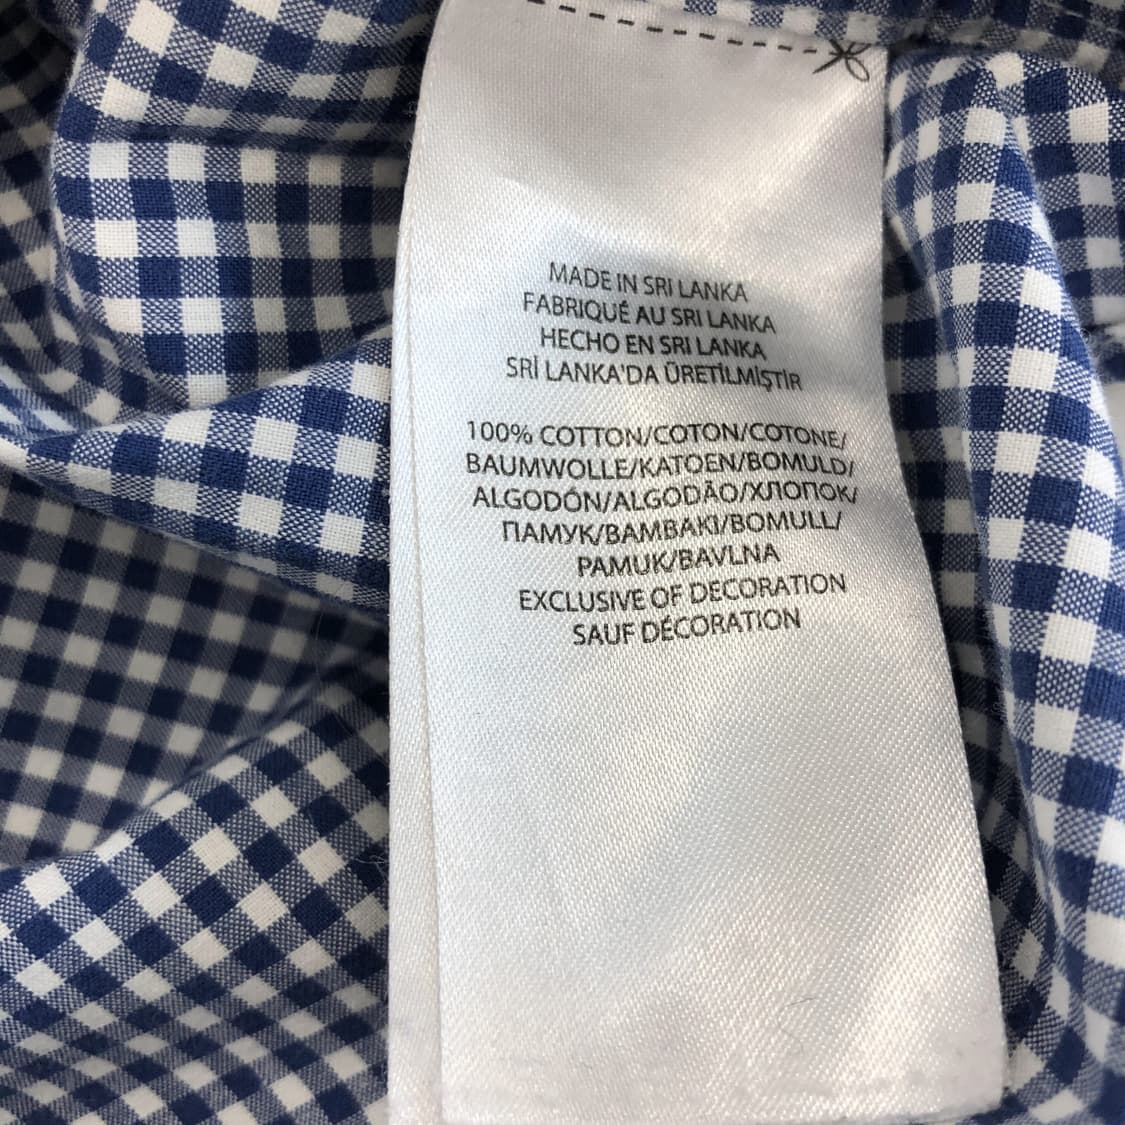 MADE IN SRI LANKA
FABRIQUÉ AU SRI LANKA
HECHO EN SRI LANKA
SRİ LANKA'DA ÜRETİLMİŞTİR
100% COTTON/COTON/COTONE/
BAUMWOLLE/KATOEN/BOMULD/
ALGODÓN/ALGODÃO/ХЛОПОК/
ПАМУК/ΒΑΜΒΑΚΙ/BOMULL/
PAMUK/BAVLNA
EXCLUSIVE OF DECORATION
SAUF DÉCORATION